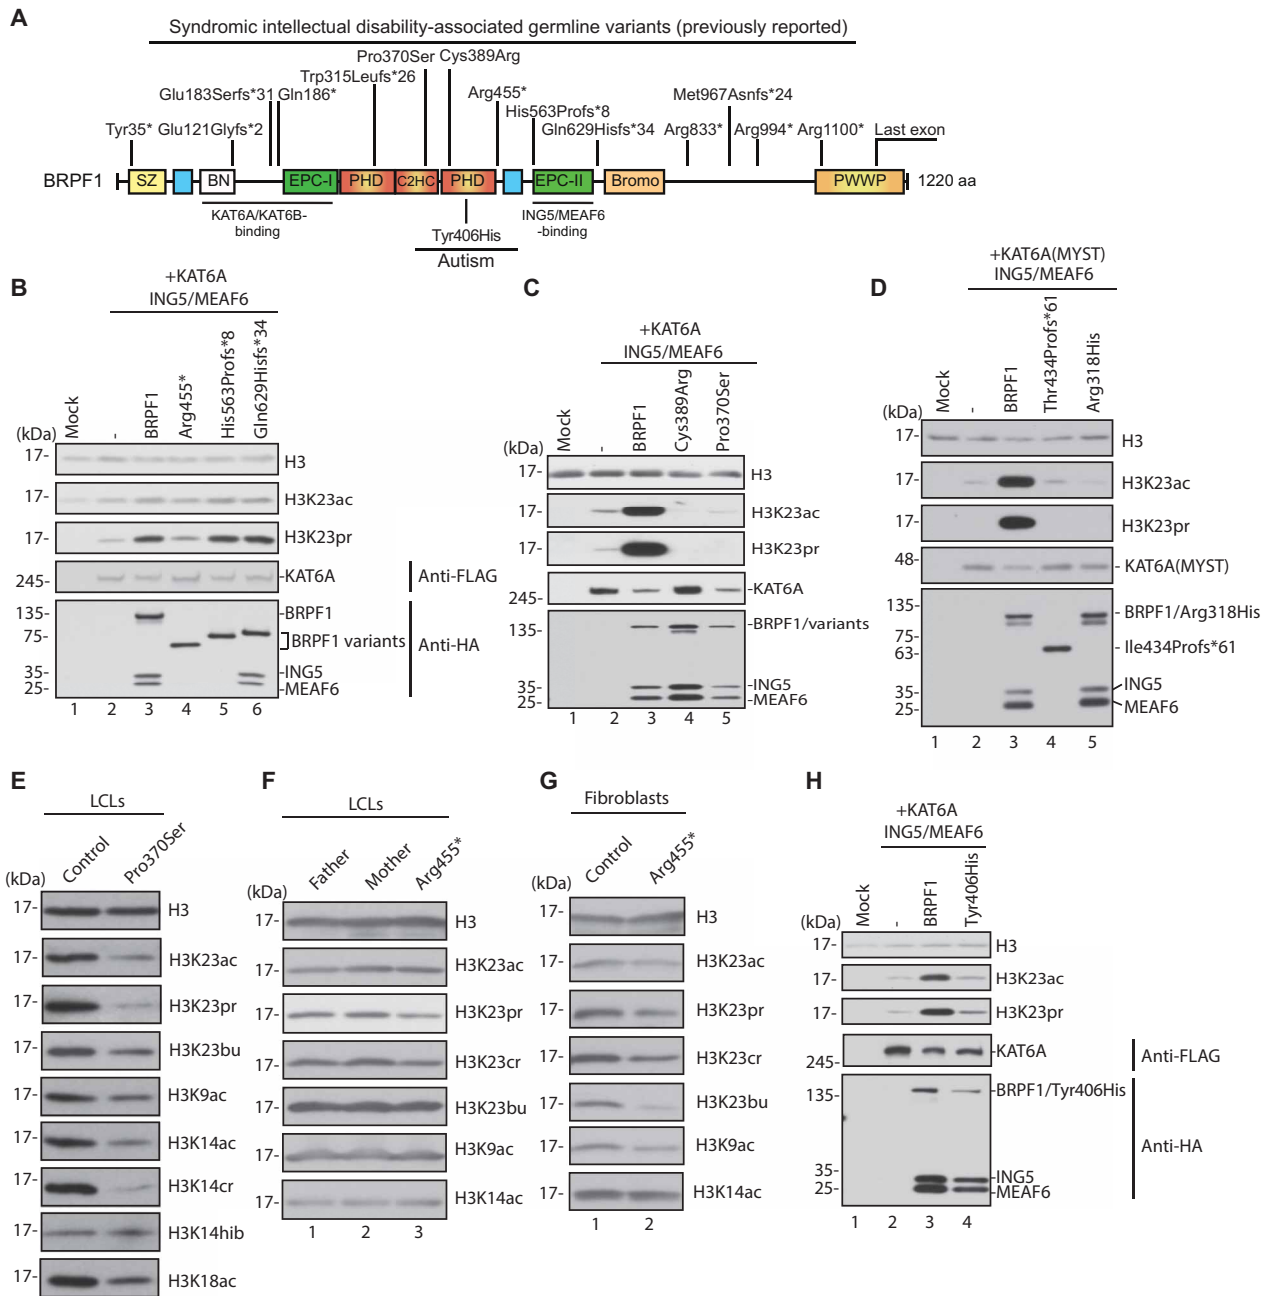 A
Syndromic intellectual disability-associated germline variants (previously reported)
Pro370Ser Cys389Arg
Trp315Leufs*26
Glu183Serfs*31 Gln186*
Arg455*
Met967Asnfs*24
His563Profs*8
Tyr35* Glu121Glyfs*2
Gln629Hisfs*34 Arg833* Arg994* Arg1100* Last exon
BRPF1 SZ BN EPC-I PHD C2HC PHD EPC-II Bromo PWWP 1220 aa
KAT6A/KAT6B-
binding
ING5/MEAF6
-binding
Tyr406His
Autism
B
+KAT6A
ING5/MEAF6
(kDa)
Mock
-
BRPF1
Arg455*
His563Profs*8
Gln629Hisfs*34
17- H3
17- H3K23ac
17- H3K23pr
245- -KAT6A
Anti-FLAG
135- -BRPF1
75- BRPF1 variants
Anti-HA
35- -ING5
25- -MEAF6
1 2 3 4 5 6
C
+KAT6A
ING5/MEAF6
(kDa)
Mock
-
BRPF1
Cys389Arg
Pro370Ser
17- H3
17- H3K23ac
17- H3K23pr
245- -KAT6A
135- -BRPF1/variants
35- -ING5
25- -MEAF6
1 2 3 4 5
D
+KAT6A(MYST)
ING5/MEAF6
(kDa)
Mock
-
BRPF1
Thr434Profs*61
Arg318His
17- H3
17- H3K23ac
17- H3K23pr
48- - KAT6A(MYST)
135- - BRPF1/Arg318His
75-
63- - Ile434Profs*61
35- ING5
25- MEAF6
1 2 3 4 5
E
LCLs
(kDa)
Control
Pro370Ser
17- H3
17- H3K23ac
17- H3K23pr
17- H3K23bu
17- H3K9ac
17- H3K14ac
17- H3K14cr
17- H3K14hib
17- H3K18ac
F
LCLs
(kDa)
Father
Mother
Arg455*
17- H3
17- H3K23ac
17- H3K23pr
17- H3K23cr
17- H3K23bu
17- H3K9ac
17- H3K14ac
1 2 3
G
Fibroblasts
(kDa)
Control
Arg455*
17- H3
17- H3K23ac
17- H3K23pr
17- H3K23cr
17- H3K23bu
17- H3K9ac
17- H3K14ac
1 2
H
+KAT6A
ING5/MEAF6
(kDa)
Mock
-
BRPF1
Tyr406His
17- H3
17- H3K23ac
17- H3K23pr
245- -KAT6A
Anti-FLAG
135- -BRPF1/Tyr406His
Anti-HA
35- -ING5
25- -MEAF6
1 2 3 4